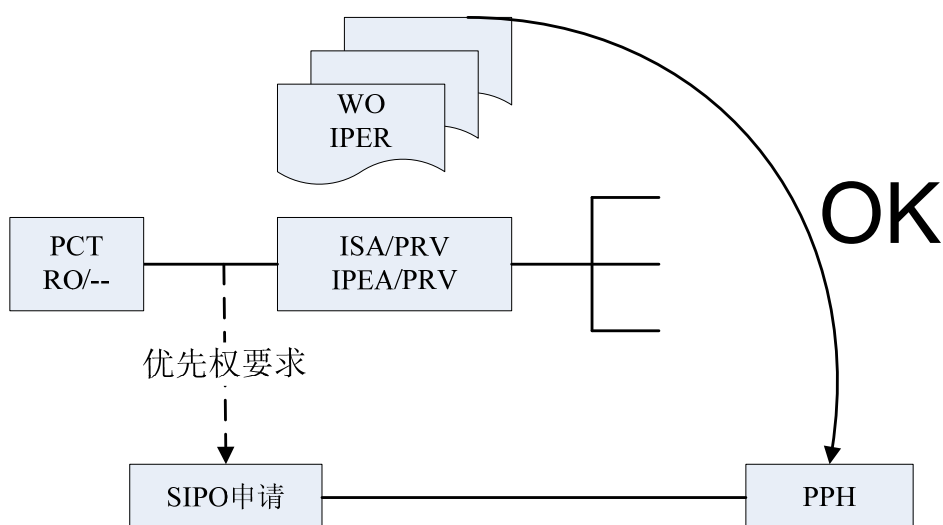 WO
IPER
OK
PCT
RO/--
ISA/PRV
IPEA/PRV
优先权要求
SIPO申请
PPH